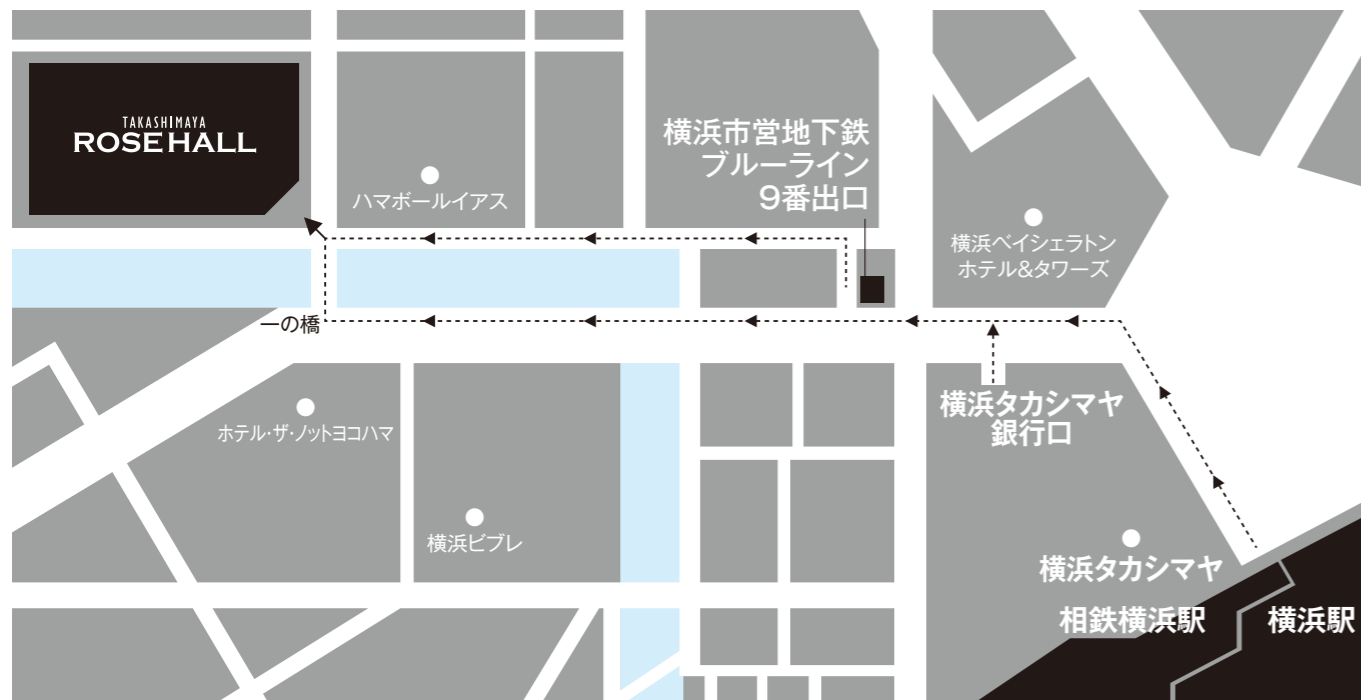 TAKASHIMAYA
ROSEHALL
ハマボールイアス
横浜市営地下鉄
ブルーライン
9番出口
横浜ベイシェラトン
ホテル&タワーズ
一の橋
横浜タカシマヤ
銀行口
ホテル・ザ・ノットヨコハマ
横浜ビブレ
横浜タカシマヤ
相鉄横浜駅
横浜駅